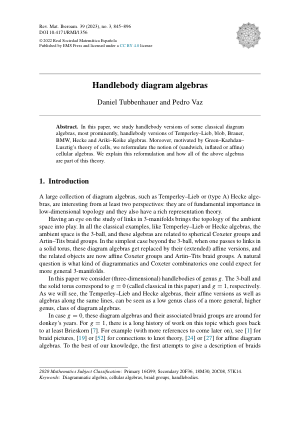 Rev. Mat. Iberoam. 39 (2023), no. 3, 845–896
DOI 10.4171/RMI/1356
© 2022 Real Sociedad Matemática Española
Published by EMS Press and licensed under a CC BY 4.0 license
Handlebody diagram algebras
Daniel Tubbenhauer and Pedro Vaz
Abstract. In this paper, we study handlebody versions of some classical diagram
algebras, most prominently, handlebody versions of Temperley–Lieb, blob, Brauer,
BMW, Hecke and Ariki–Koike algebras. Moreover, motivated by Green–Kazhdan–
Lusztig's theory of cells, we reformulate the notion of (sandwich, inflated or affine)
cellular algebras. We explain this reformulation and how all of the above algebras
are part of this theory.
1. Introduction
A large collection of diagram algebras, such as Temperley–Lieb or (type A) Hecke alge-
bras, are interesting from at least two perspectives: they are of fundamental importance in
low-dimensional topology and they also have a rich representation theory.
Having an eye on the study of links in 3-manifolds brings the topology of the ambient
space into play. In all the classical examples, like Temperley–Lieb or Hecke algebras, the
ambient space is the 3-ball, and these algebras are related to spherical Coxeter groups and
Artin–Tits braid groups. In the simplest case beyond the 3-ball, when one passes to links in
a solid torus, these diagram algebras get replaced by their (extended) affine versions, and
the related objects are now affine Coxeter groups and Artin–Tits braid groups. A natural
question is what kind of diagrammatics and Coxeter combinatorics one could expect for
more general 3-manifolds.
In this paper we consider (three-dimensional) handlebodies of genus g. The 3-ball and
the solid torus correspond to g = 0 (called classical in this paper) and g = 1, respectively.
As we will see, the Temperley–Lieb and Hecke algebras, their affine versions as well as
algebras along the same lines, can be seen as low genus class of a more general, higher
genus, class of diagram algebras.
In case g = 0, these diagram algebras and their associated braid groups are around for
donkey's years. For g = 1, there is a long history of work on this topic which goes back
to at least Brieskorn [7]. For example (with more references to come later on), see [1] for
braid pictures, [19] or [52] for connections to knot theory, [24] or [27] for affine diagram
algebras. To the best of our knowledge, the first attempts to give a description of braids
2020 Mathematics Subject Classification: Primary 16G99; Secondary 20F36, 18M30, 20C08, 57K14.
Keywords: Diagrammatic algebra, cellular algebras, braid groups, handlebodies.